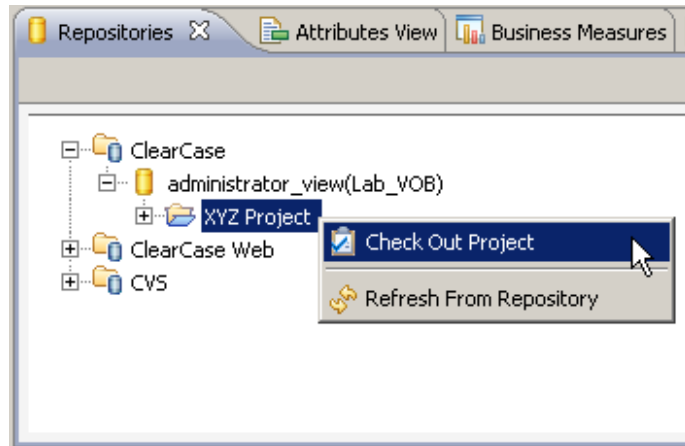 Repositories Attributes View Business Measures
ClearCase
administrator_view(Lab_VOB)
XYZ Project
Check Out Project
ClearCase Web
Refresh From Repository
CVS